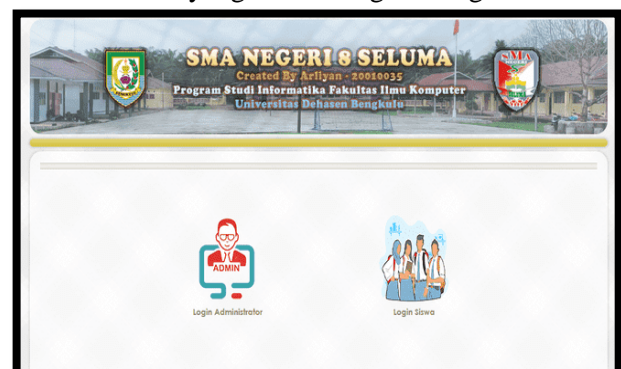 SMA NEGERI 8 SELUMA
Created By Arliyan - 20010035
Program Studi Informatika Fakultas Ilmu Komputer
Universitas Dehasen Bengkulu
SMA
ADMIN
Login Administrator
Login Siswa